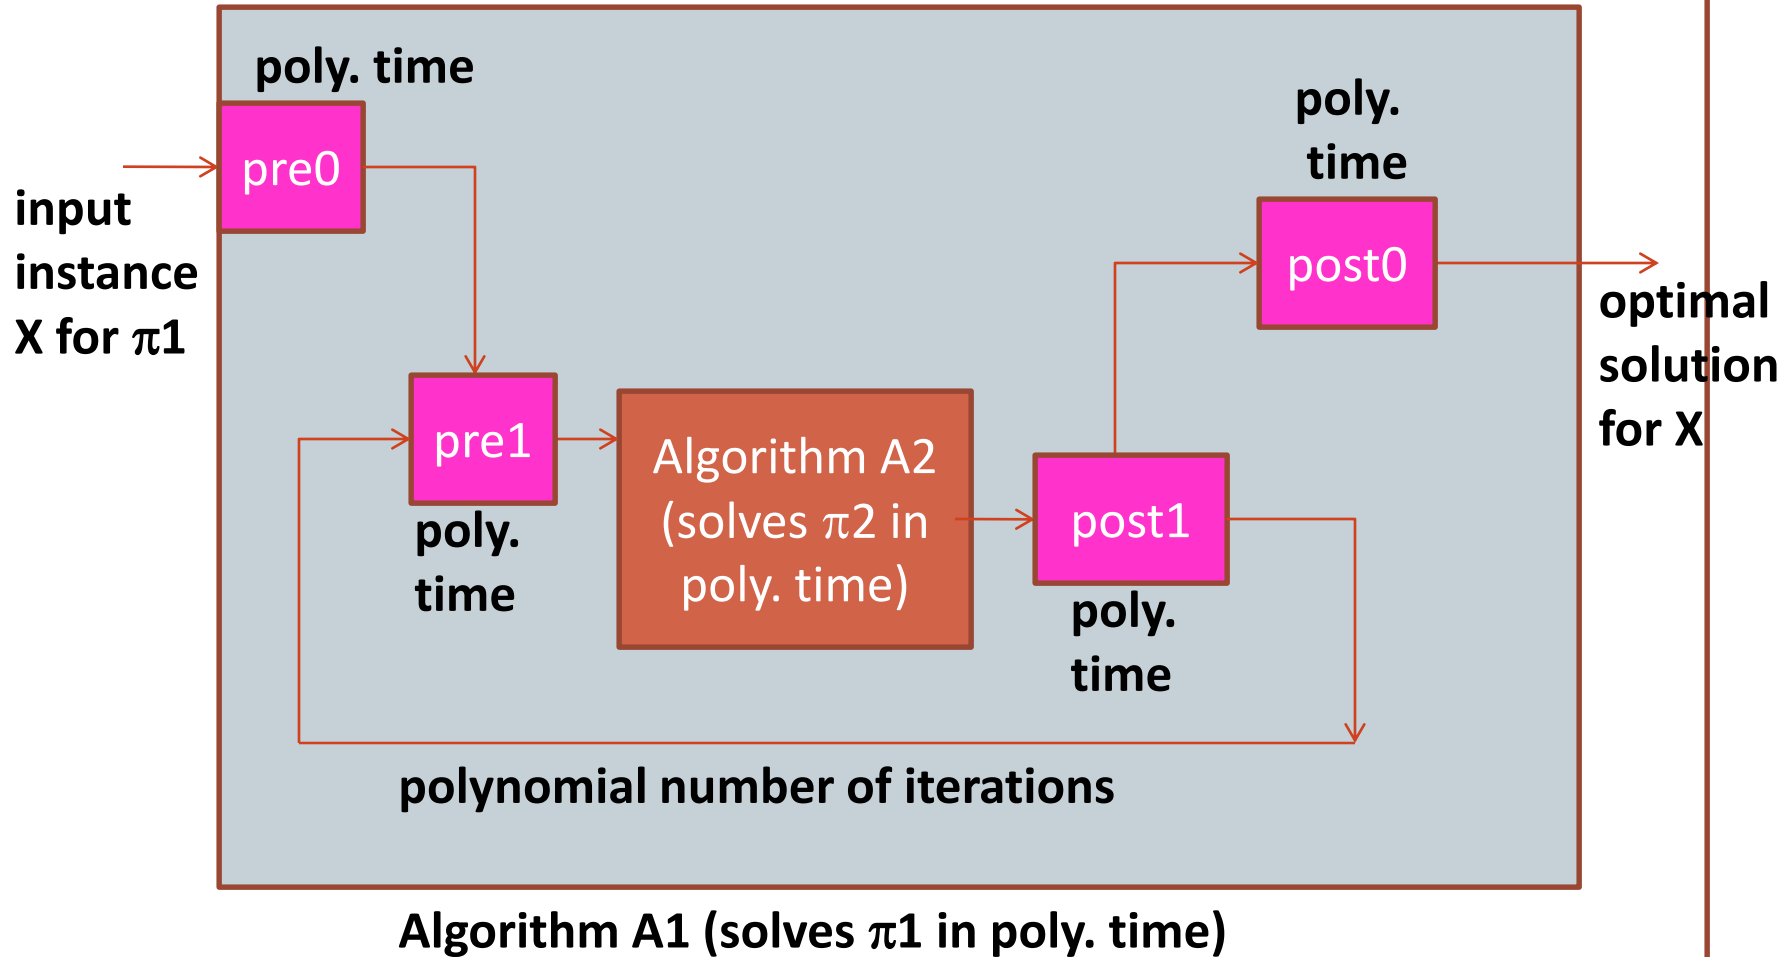 poly. time
pre0
input
instance
X for π1
poly.
time
post0
optimal
solution
for X
pre1
poly.
time
Algorithm A2
(solves π2 in
poly. time)
post1
poly.
time
polynomial number of iterations
Algorithm A1 (solves π1 in poly. time)